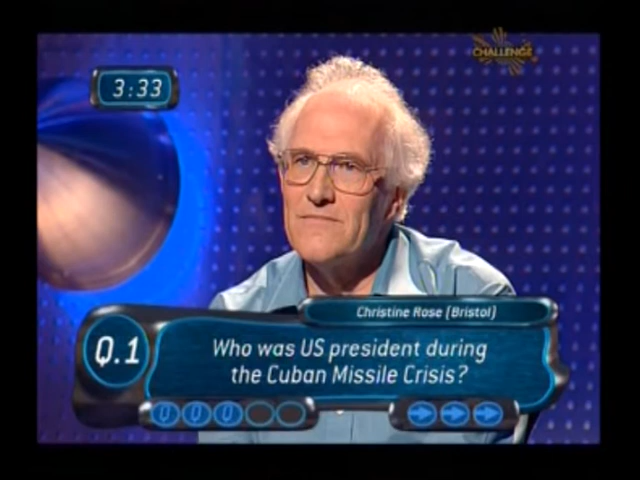 CHALLENGE
3:33
Christine Rose (Bristol)
Q.1
Who was US president during
the Cuban Missile Crisis?